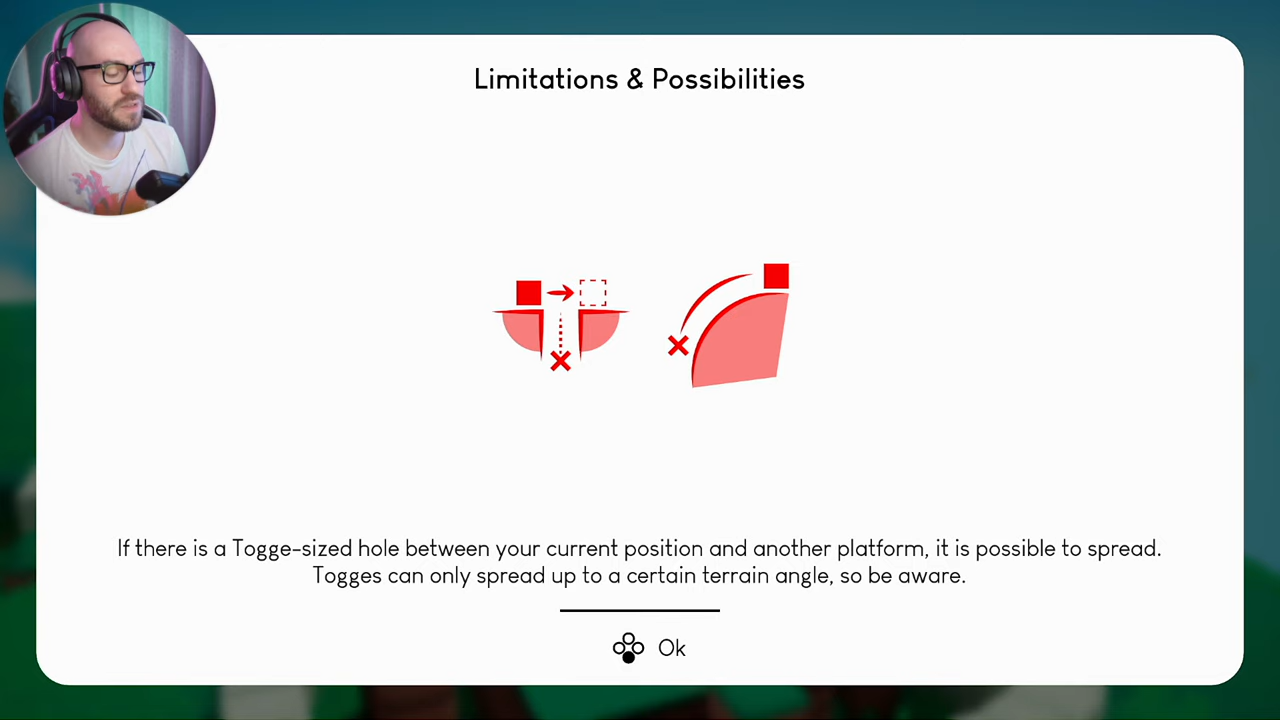 Limitations & Possibilities
If there is a Togge-sized hole between your current position and another platform, it is possible to spread.
Togges can only spread up to a certain terrain angle, so be aware.
Ok